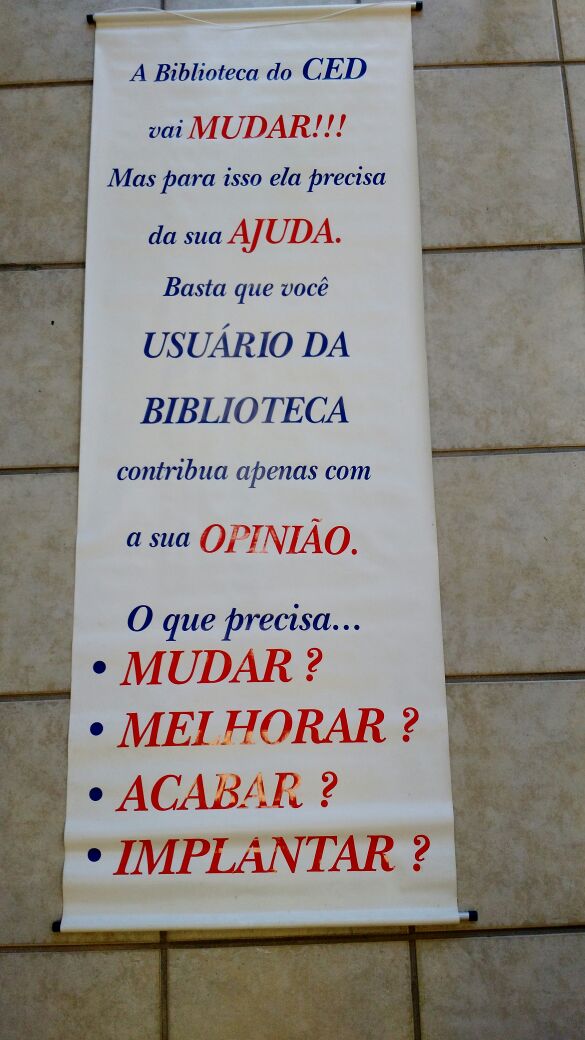 A Biblioteca do CED
vai MUDAR!!!
Mas para isso ela precisa
da sua AJUDA.
Basta que você
USUÁRIO DA
BIBLIOTECA
contribua apenas com
a sua OPINIÃO.
O que precisa...
• MUDAR ?
• MELHORAR ?
• ACABAR ?
• IMPLANTAR ?